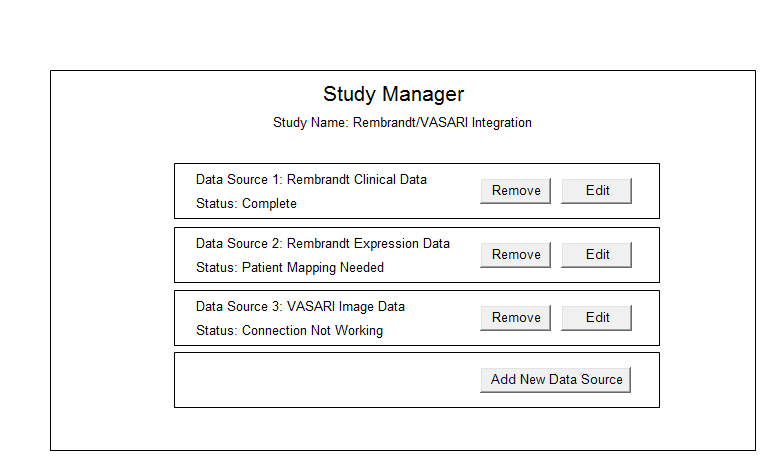 Study Manager
Study Name: Rembrandt/VASARI Integration
Data Source 1: Rembrandt Clinical Data
Status: Complete
Remove
Edit
Data Source 2: Rembrandt Expression Data
Status: Patient Mapping Needed
Remove
Edit
Data Source 3: VASARI Image Data
Status: Connection Not Working
Remove
Edit
Add New Data Source